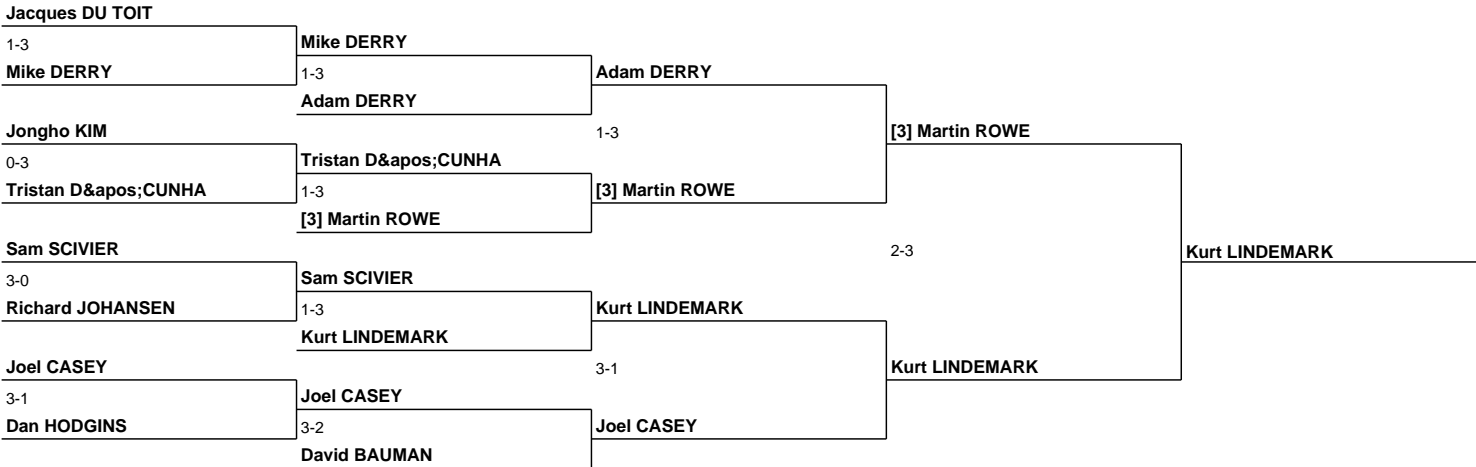 Jacques DU TOIT
1-3
Mike DERRY
Mike DERRY
1-3
Adam DERRY
Adam DERRY
Jongho KIM
1-3
[3] Martin ROWE
0-3
Tristan D&apos;CUNHA
Tristan D&apos;CUNHA
1-3
[3] Martin ROWE
[3] Martin ROWE
Sam SCIVIER
2-3
Kurt LINDEMARK
3-0
Sam SCIVIER
Richard JOHANSEN
1-3
Kurt LINDEMARK
Kurt LINDEMARK
Joel CASEY
3-1
Kurt LINDEMARK
3-1
Joel CASEY
Dan HODGINS
3-2
Joel CASEY
David BAUMAN